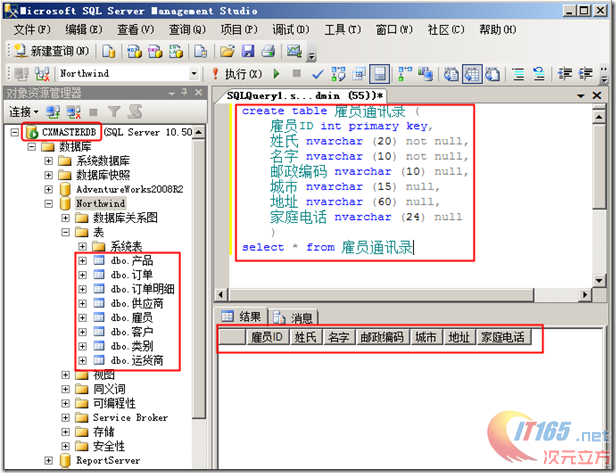 Microsoft SQL Server Management Studio
文件(F) 编辑(E) 查看(V) 查询(Q) 项目(P) 调试(D) 工具(T) 窗口(W) 社区(C) 帮助(H)
新建查询(N)
Northwind 执行(X)
对象资源管理器
连接
CXMASTERDB (SQL Server 10.50
数据库
系统数据库
数据库快照
AdventureWorks2008R2
Northwind
数据库关系图
表
系统表
dbo.产品
dbo.订单
dbo.订单明细
dbo.供应商
dbo.雇员
dbo.客户
dbo.类别
dbo.运货商
视图
同义词
可编程性
Service Broker
存储
安全性
ReportServer
SQLQuery1.s...dmin (55))*
create table 雇员通讯录 (
雇员ID int primary key,
姓氏 nvarchar (20) not null,
名字 nvarchar (10) not null,
邮政编码 nvarchar (10) null,
城市 nvarchar (15) null,
地址 nvarchar (60) null,
家庭电话 nvarchar (24) null
)
select * from 雇员通讯录
结果 消息
雇员ID 姓氏 名字 邮政编码 城市 地址 家庭电话
IT165.net
次元立方